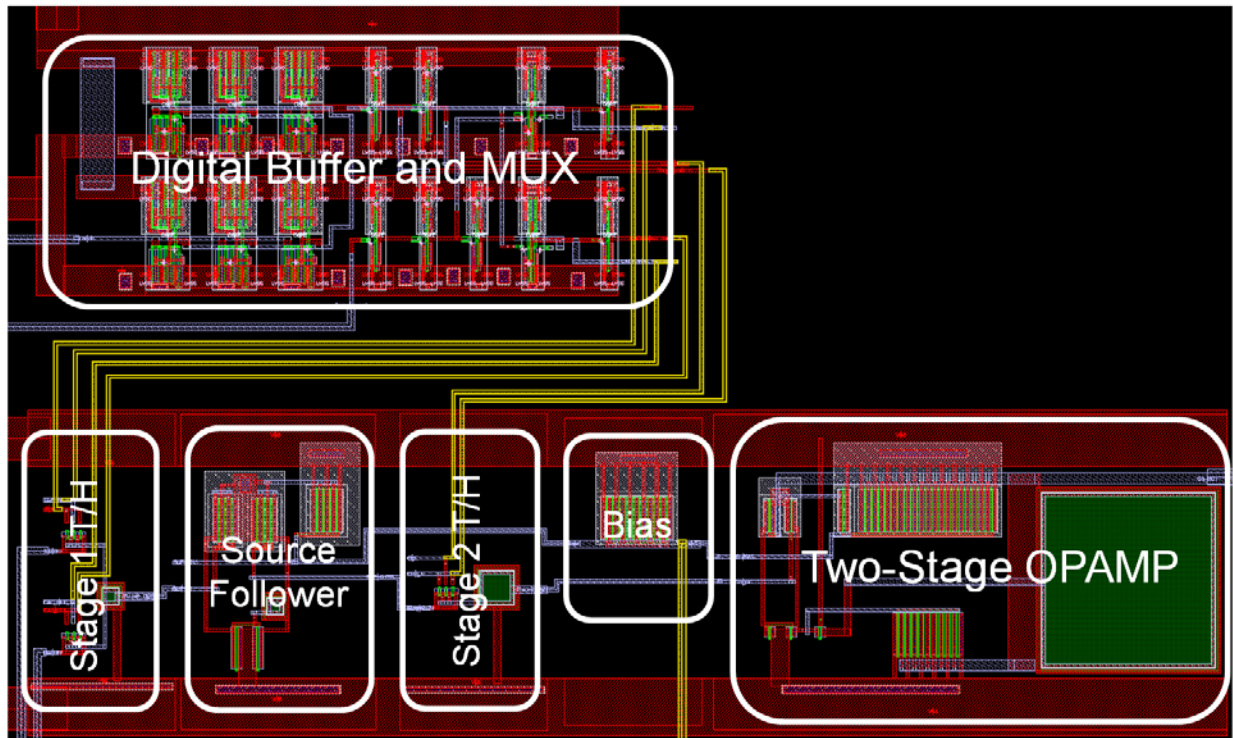 Digital Buffer and MUX
Stage 1 T/H
Source
Follower
Stage 2 T/H
Bias
Two-Stage OPAMP